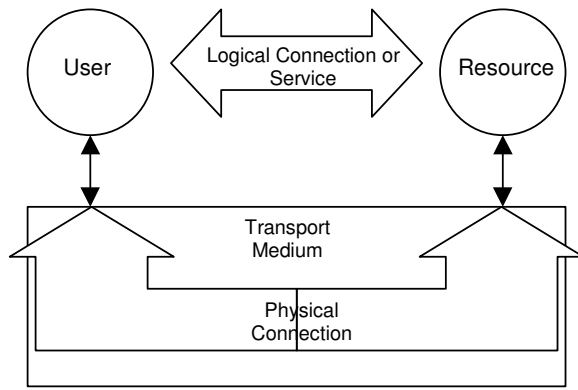 User
Logical Connection or
Service
Resource
Transport
Medium
Physical
Connection